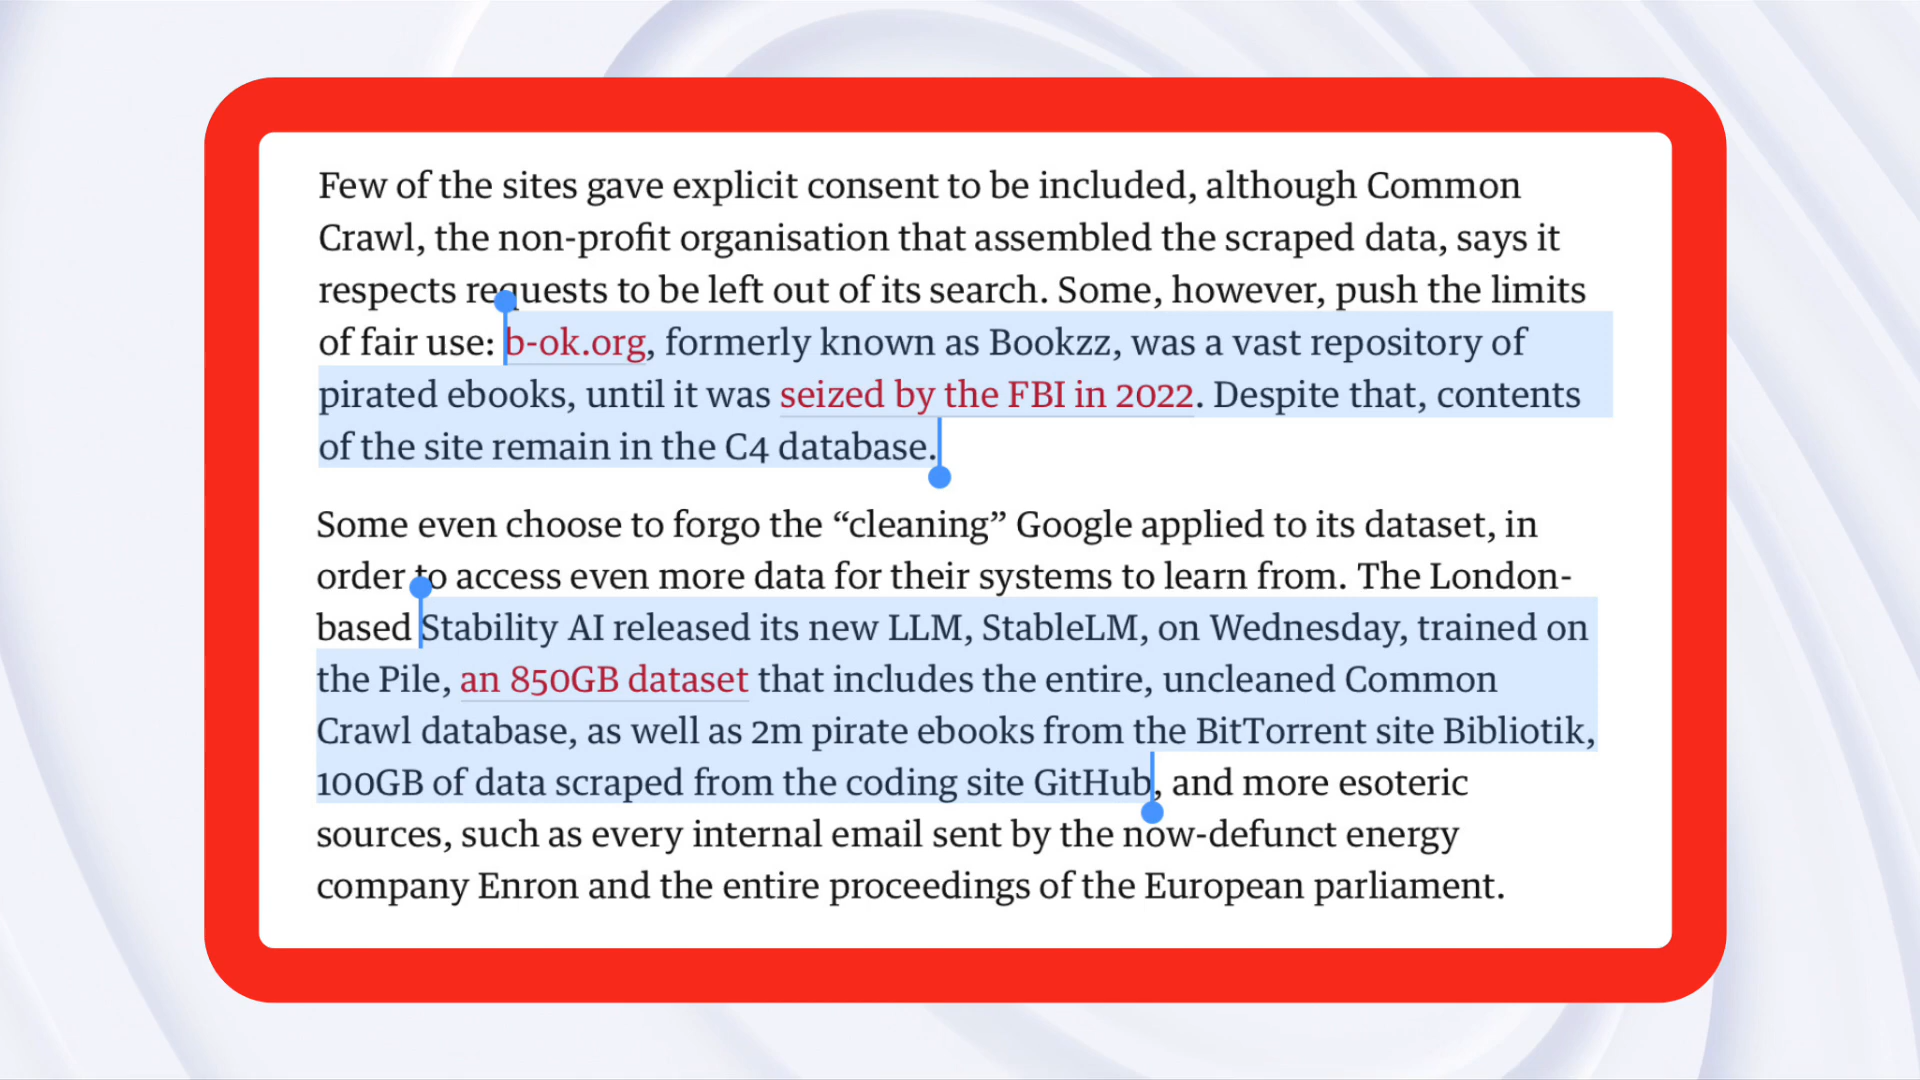 Few of the sites gave explicit consent to be included, although Common
Crawl, the non-profit organisation that assembled the scraped data, says it
respects requests to be left out of its search. Some, however, push the limits
of fair use: b-ok.org, formerly known as Bookzz, was a vast repository of
pirated ebooks, until it was seized by the FBI in 2022. Despite that, contents
of the site remain in the C4 database.
Some even choose to forgo the “cleaning” Google applied to its dataset, in
order to access even more data for their systems to learn from. The London-
based Stability AI released its new LLM, StableLM, on Wednesday, trained on
the Pile, an 850GB dataset that includes the entire, uncleaned Common
Crawl database, as well as 2m pirate ebooks from the BitTorrent site Bibliotik,
100GB of data scraped from the coding site GitHub, and more esoteric
sources, such as every internal email sent by the now-defunct energy
company Enron and the entire proceedings of the European parliament.